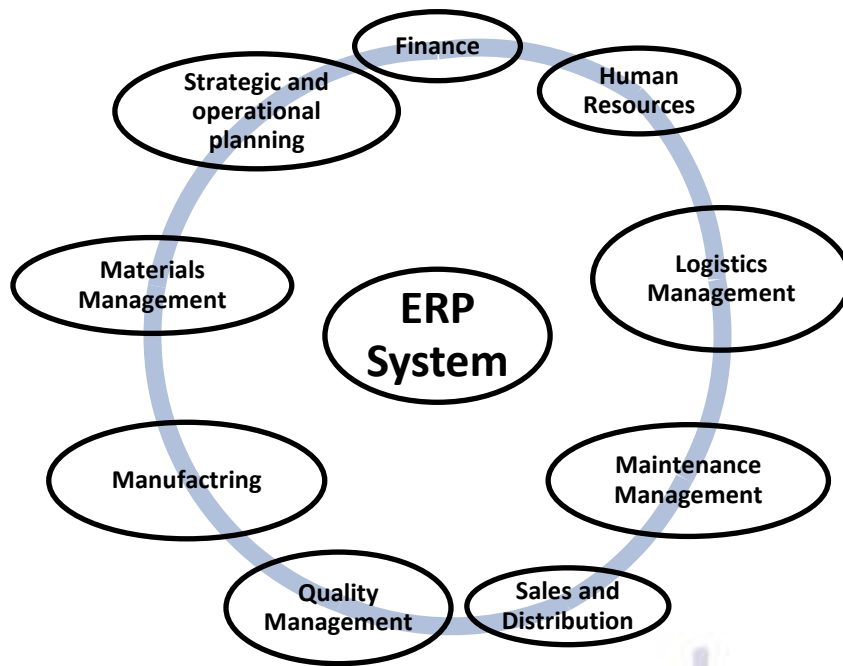 Finance
Human
Resources
Strategic and
operational
planning
Logistics
Management
Materials
Management
ERP
System
Maintenance
Management
Manufactring
Quality
Management
Sales and
Distribution